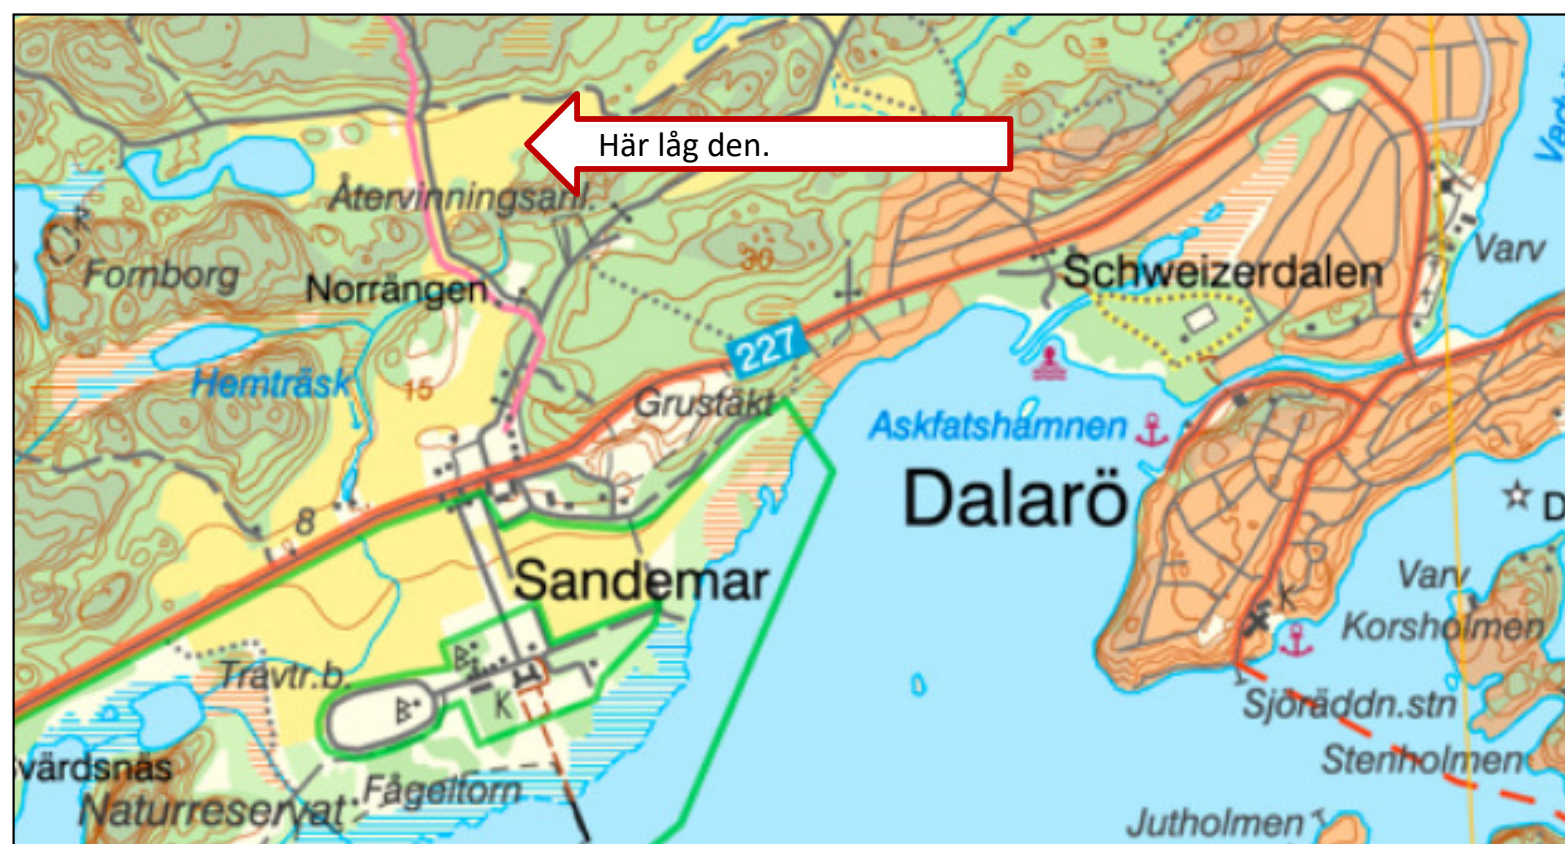 Här låg den.
Återvinningsanl.
Fornborg
Norrängen
30
Schweizerdalen
Varv
227
Hemträsk
15
Grustäkt
Askfatshamnen
Dalarö
8
D
Sandemar
Varv
Korsholmen
K
Travtr.b.
K
Sjöräddn.stn
Stenholmen
värdsnäs
Naturreservat
Fågeltorn
Jutholmen